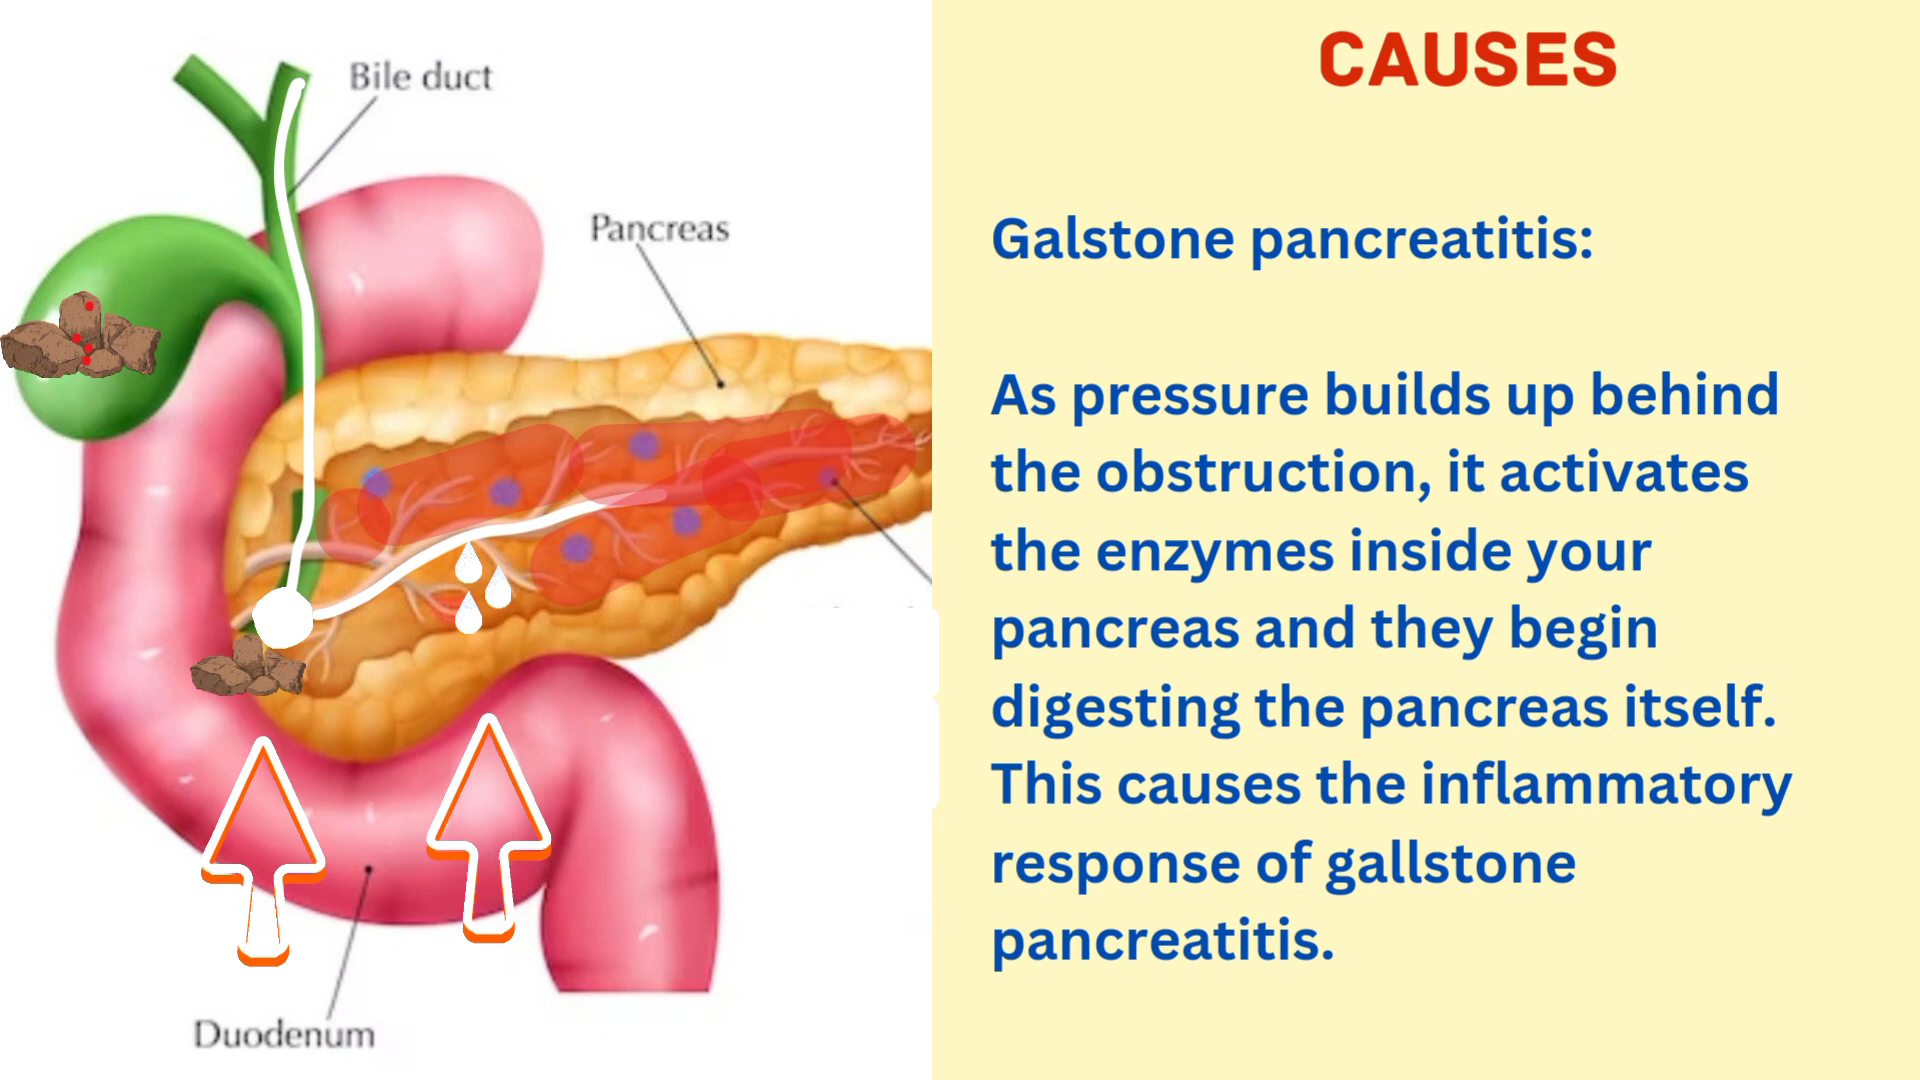 Bile duct
Pancreas
Duodenum
CAUSES
Galstone pancreatitis:
As pressure builds up behind
the obstruction, it activates
the enzymes inside your
pancreas and they begin
digesting the pancreas itself.
This causes the inflammatory
response of gallstone
pancreatitis.